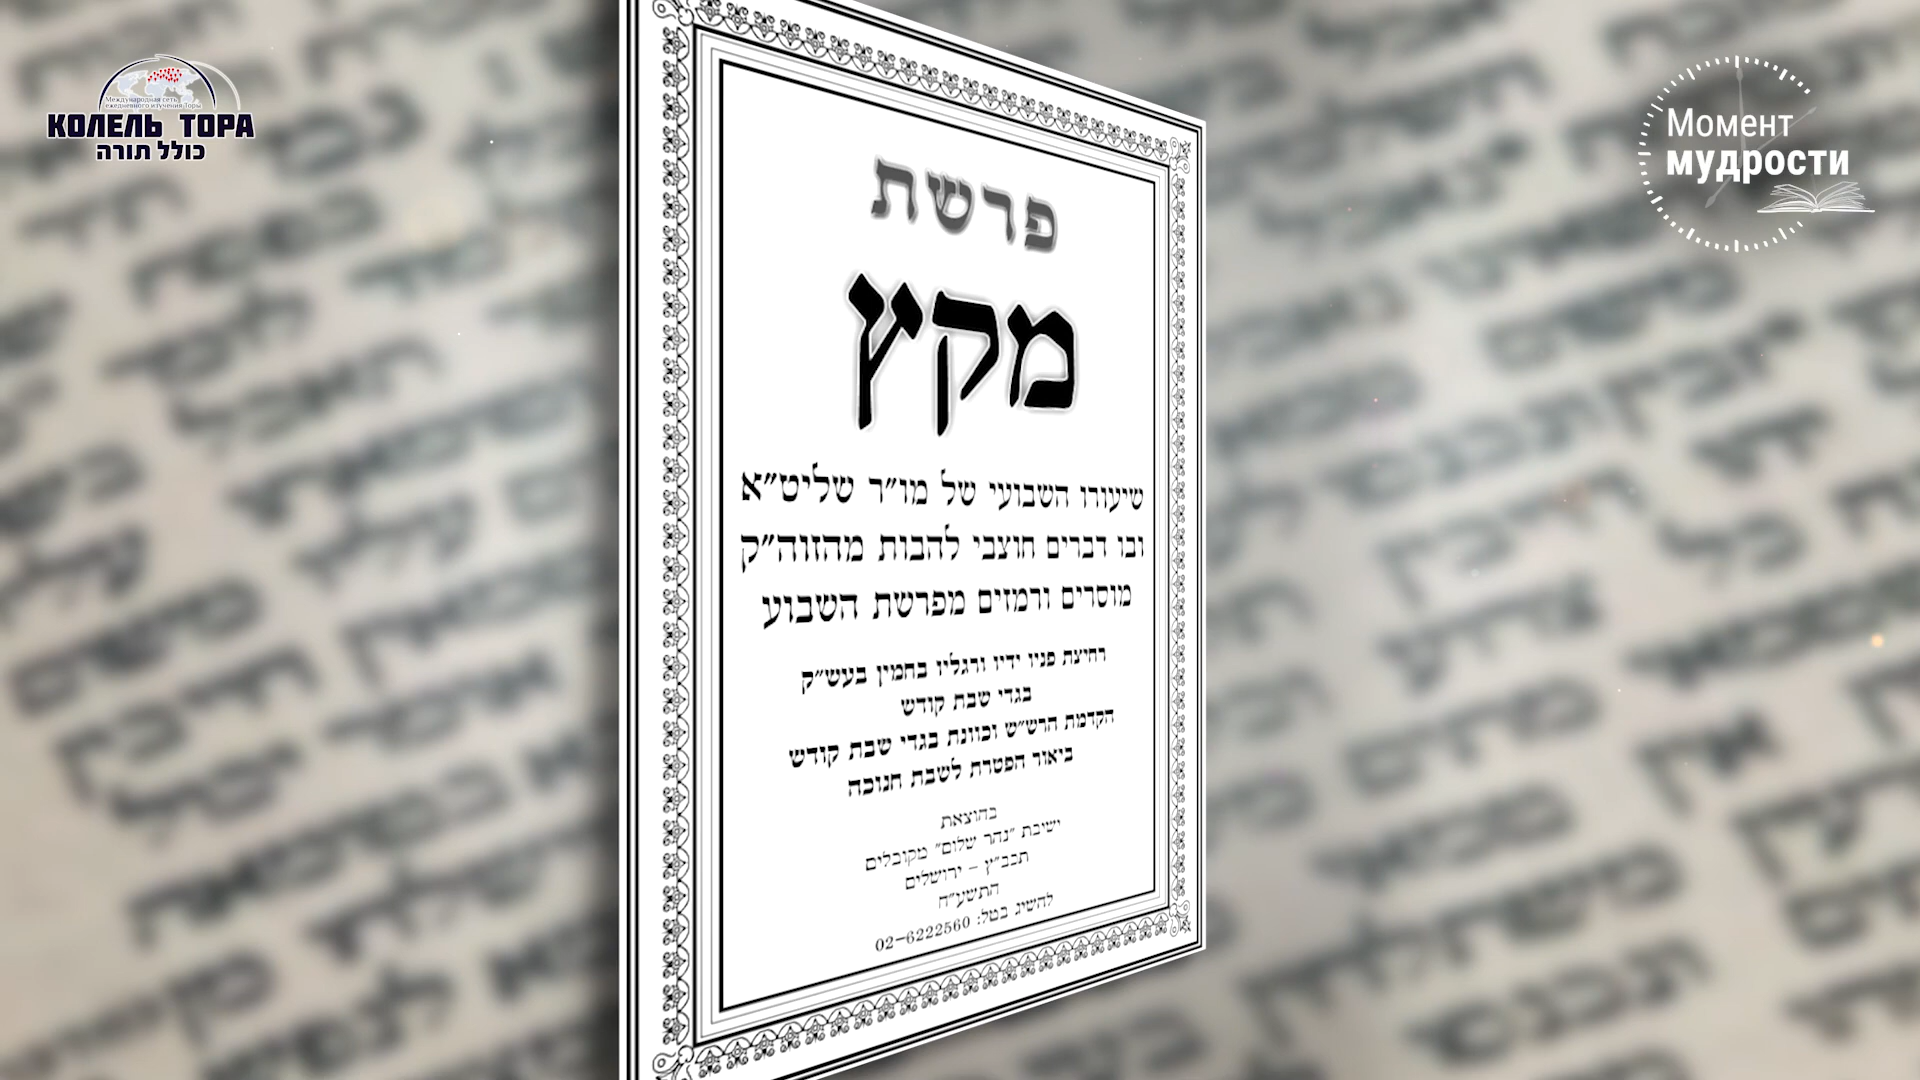 Международная сеть
ежедневного изучения Торы
КОЛЕЛЬ ТОРА
כולל תורה
Момент
мудрости
פרשת
מקץ
שיעורו השבועי של מו״ר שליט״א
ובו דברים חוצבי להבות מהזוה״ק
מוסרים ורמזים מפרשת השבוע
רחיצת פניו ידיו ורגליו בחמין בעש״ק
בגדי שבת קודש
הקדמת הרש״ש וכוונת בגדי שבת קודש
ביאור הפטרת לשבת חנוכה
בהוצאת
ישיבת ״נהר שלום״ מקובלים
תכב״ץ – ירושלים
התשע״ח
להשיג בטל: 02-6222560